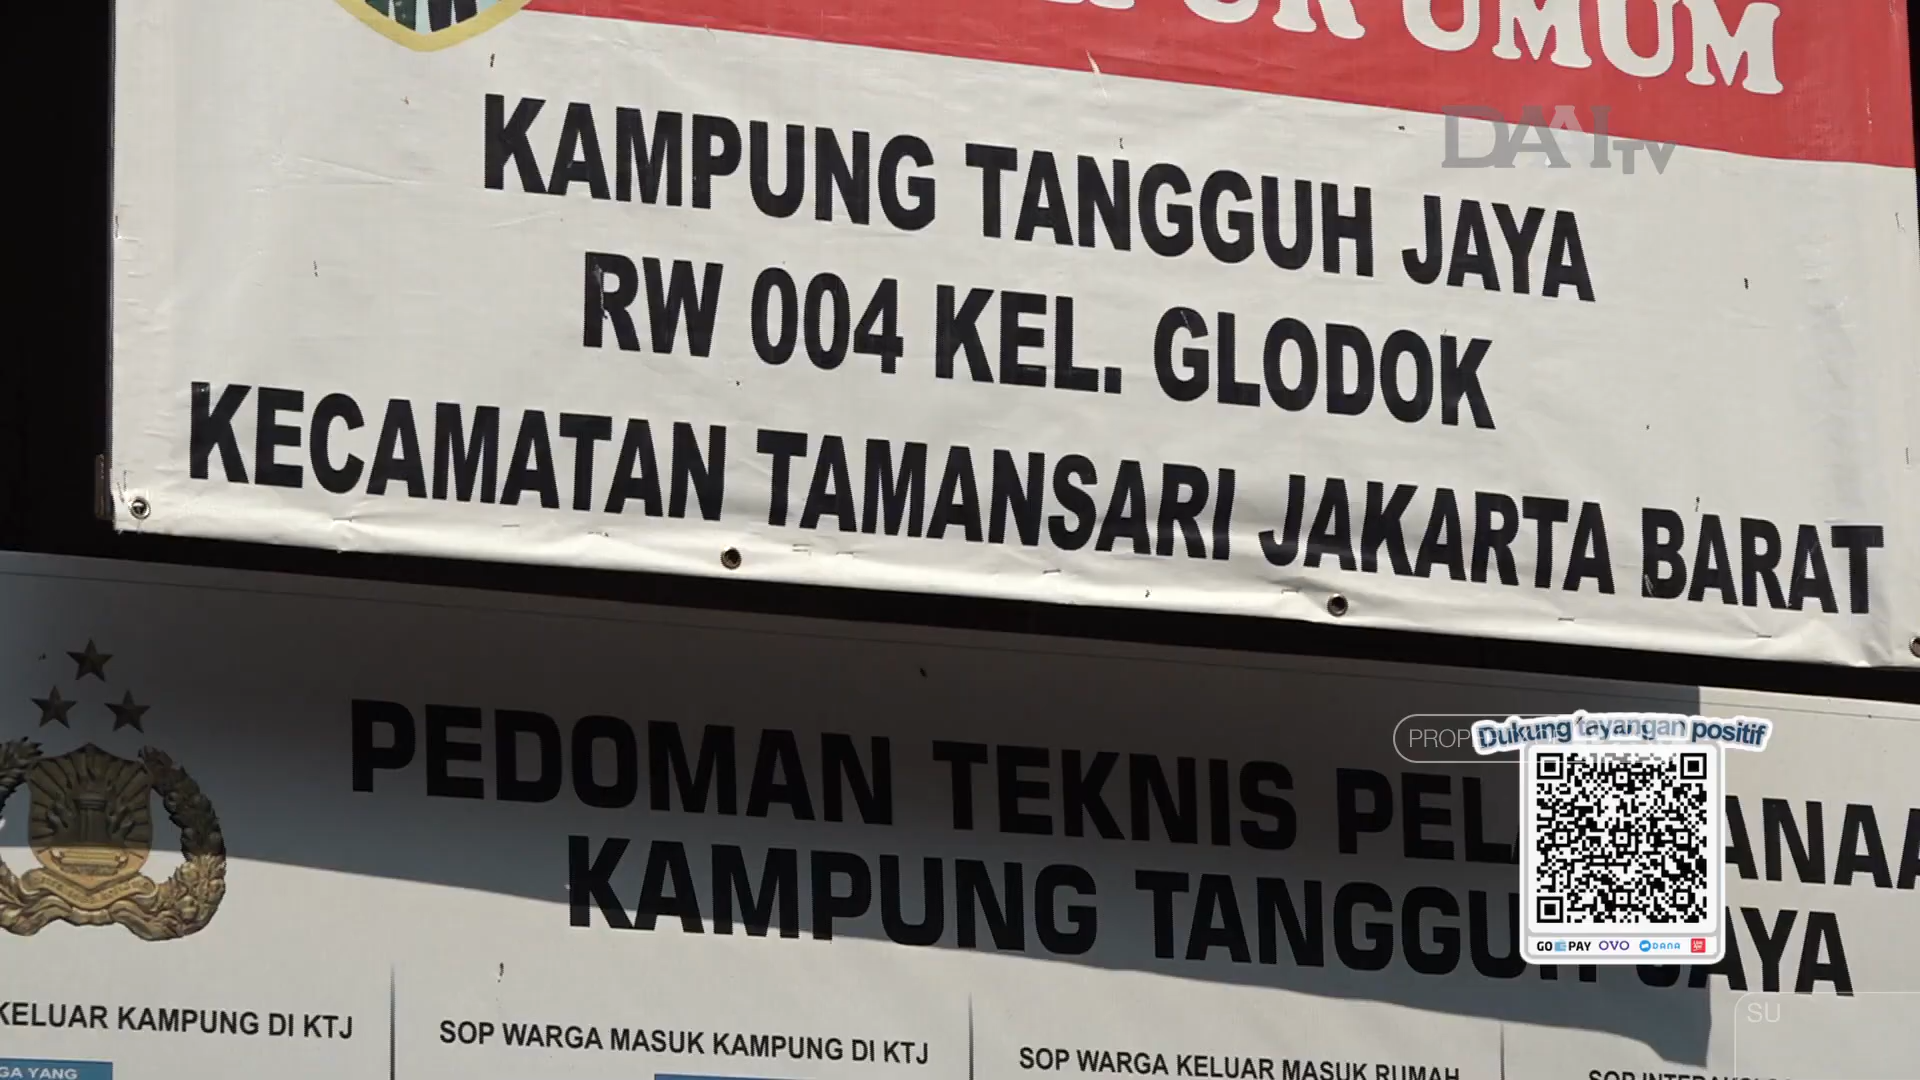 UMUM
DAAI TV
KAMPUNG TANGGUH JAYA
RW 004 KEL. GLODOK
KECAMATAN TAMANSARI JAKARTA BARAT
PEDOMAN TEKNIS
KAMPUNG TANGGUH JAYA
Dukung tayangan positif
GOPAY OVO DANA
KELUAR KAMPUNG DI KTJ
SOP WARGA MASUK KAMPUNG DI KTJ
SOP WARGA KELUAR MASUK RUMAH
YANG